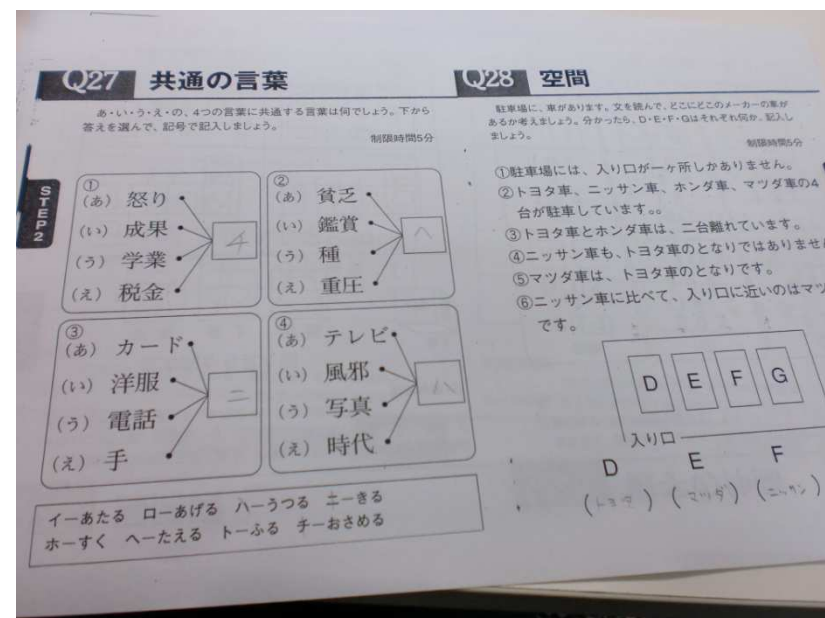 Q27 共通の言葉
あ・い・う・え・の、4つの言葉に共通する言葉は何でしょう。下から
答えを選んで、記号で記入しましょう。
制限時間5分
STEP2
①
(あ) 怒り
(い) 成果
(う) 学業
(え) 税金
チ
②
(あ) 貧乏
(い) 鑑賞
(う) 種
(え) 重圧
ヘ
③
(あ) カード
(い) 洋服
(う) 電話
(え) 手
ニ
④
(あ) テレビ
(い) 風邪
(う) 写真
(え) 時代
ハ
イーあたる ローあげる ハーうつる ニーきる
ホーすく ヘーたえる トーふる チーおさめる
Q28 空間
駐車場に、車があります。文を読んで、どこにどこのメーカーの車が
あるか考えましょう。分かったら、D・E・F・Gはそれぞれ何か、記入し
ましょう。
制限時間5分
①駐車場には、入り口が一ヶ所しかありません。
②トヨタ車、ニッサン車、ホンダ車、マツダ車の4
台が駐車しています。。
③トヨタ車とホンダ車は、二台離れています。
④ニッサン車も、トヨタ車のとなりではありませ
⑤マツダ車は、トヨタ車のとなりです。
⑥ニッサン車に比べて、入り口に近いのはマツ
です。
D E F G
入り口
D E F
(トヨタ) (マツダ) (ニッサン)